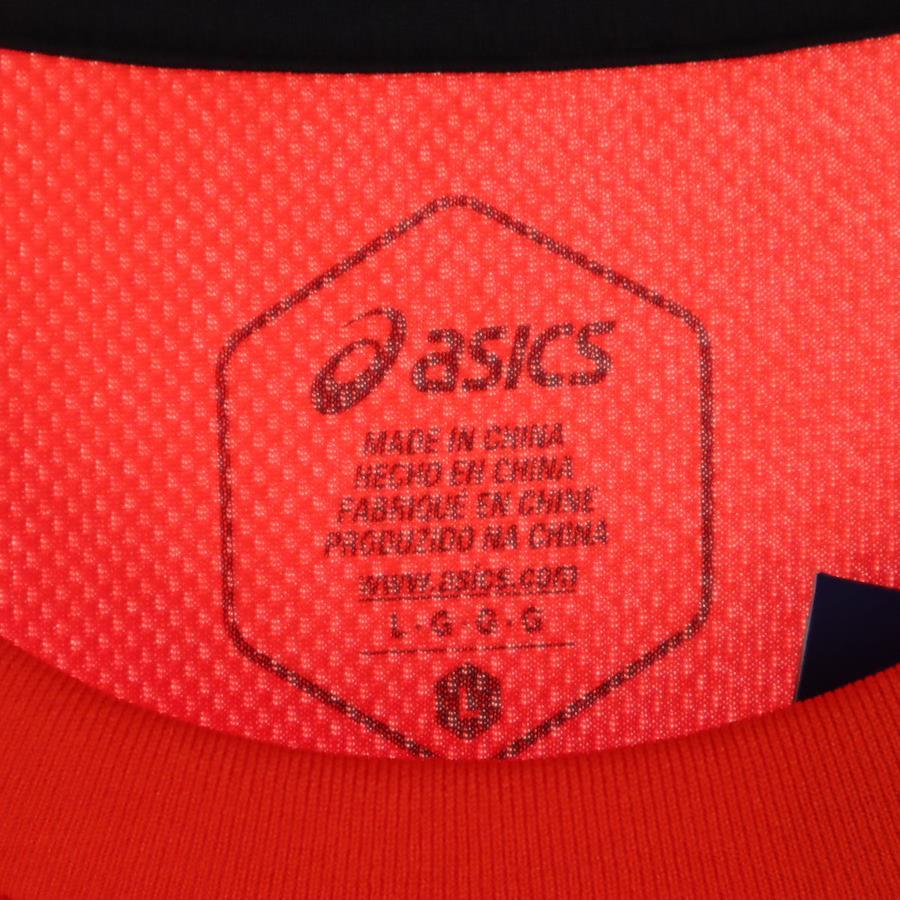 asics
MADE IN CHINA
HECHO EN CHINA
FABRIQUÉ EN CHINE
PRODUZIDO NA CHINA
www.asics.com
L·G·G·G
L